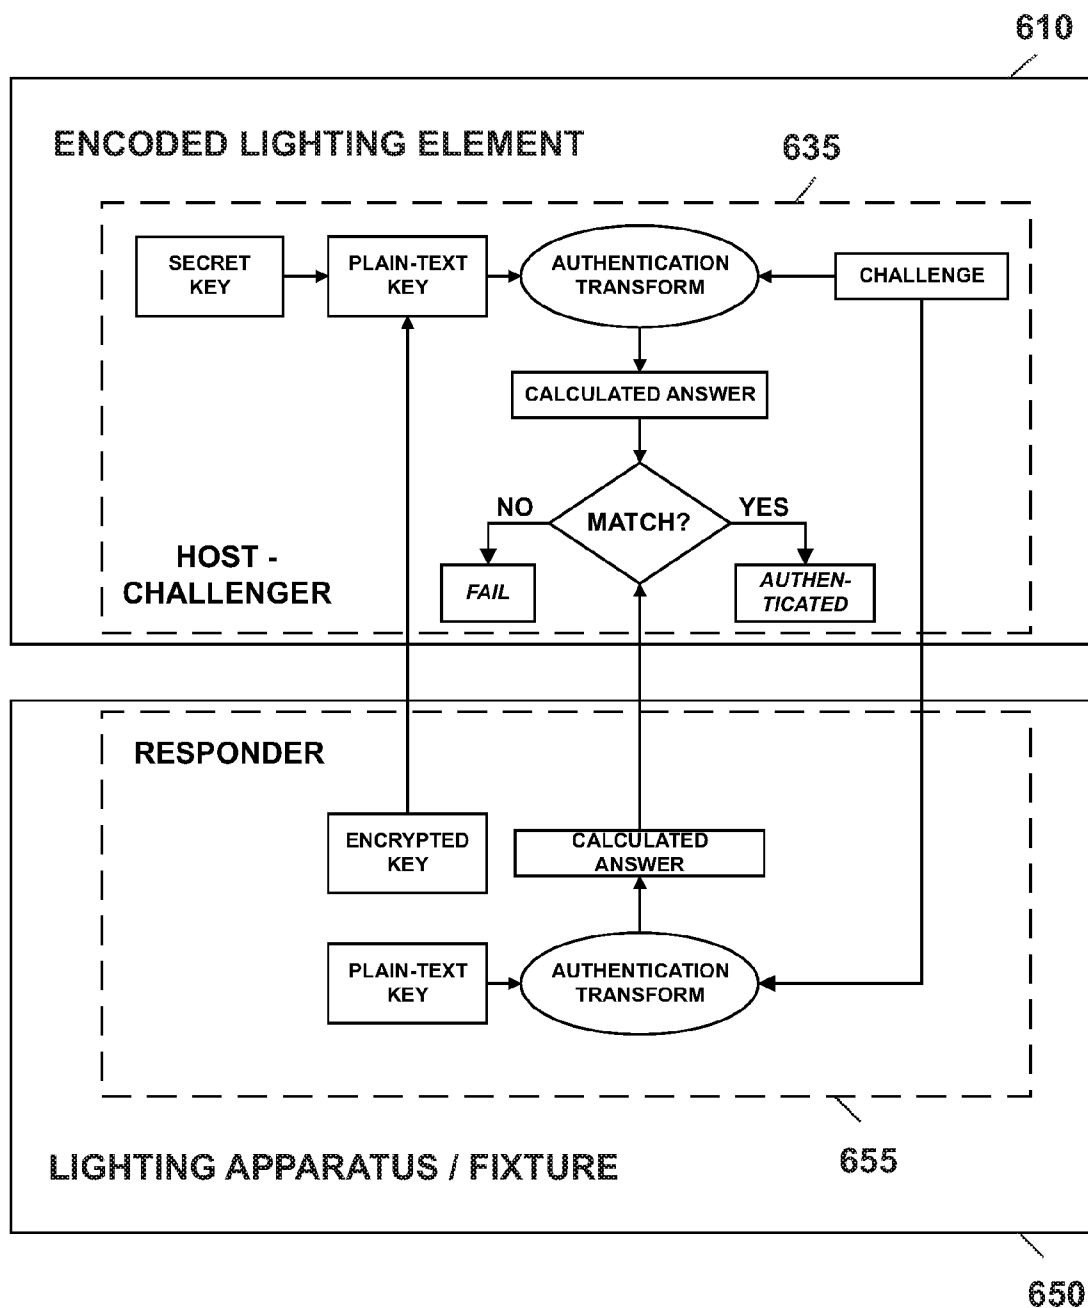 610
ENCODED LIGHTING ELEMENT
635
SECRET
KEY
PLAIN-TEXT
KEY
AUTHENTICATION
TRANSFORM
CHALLENGE
CALCULATED ANSWER
NO
MATCH?
YES
HOST -
CHALLENGER
FAIL
AUTHEN-
TICATED
RESPONDER
ENCRYPTED
KEY
CALCULATED
ANSWER
PLAIN-TEXT
KEY
AUTHENTICATION
TRANSFORM
655
LIGHTING APPARATUS / FIXTURE
650